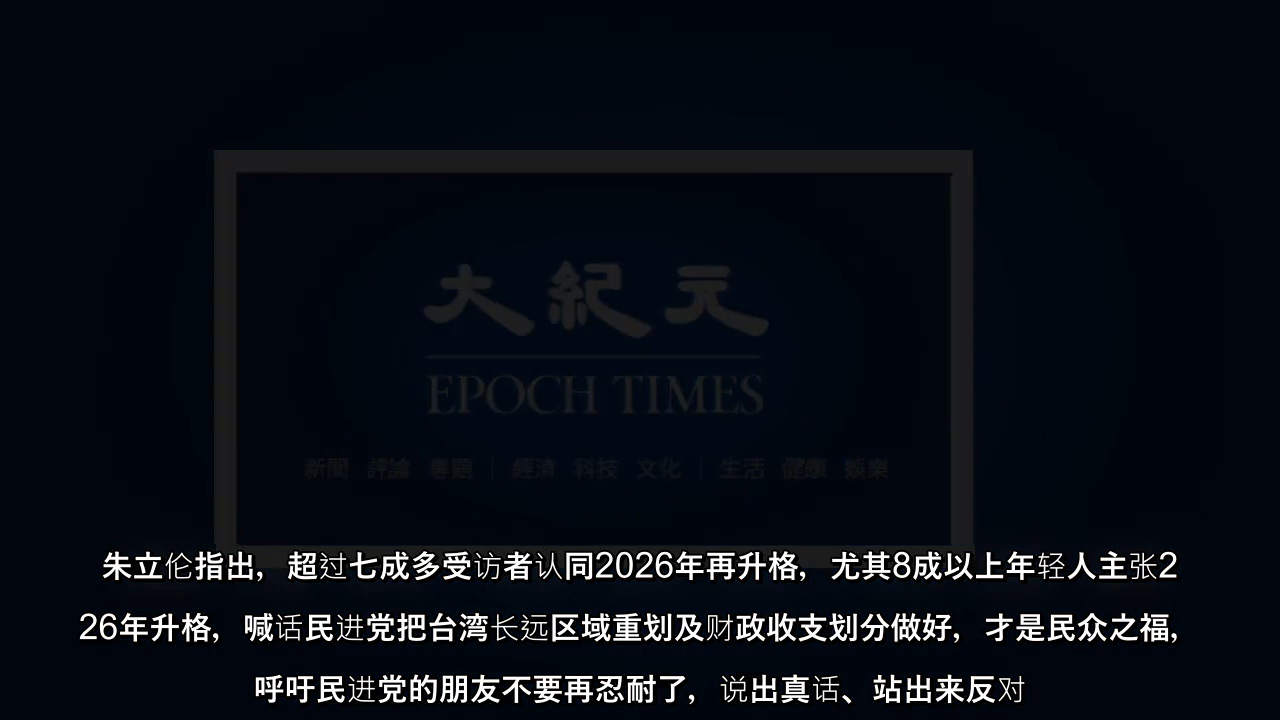 大紀元
EPOCH TIMES
新聞 評論 專題 | 經濟 科技 文化 | 生活 健康 娛樂
朱立伦指出，超过七成多受访者认同2026年再升格，尤其8成以上年轻人主张2
26年升格，喊话民进党把台湾长远区域重划及财政收支划分做好，才是民众之福，
呼吁民进党的朋友不要再忍耐了，说出真话、站出来反对